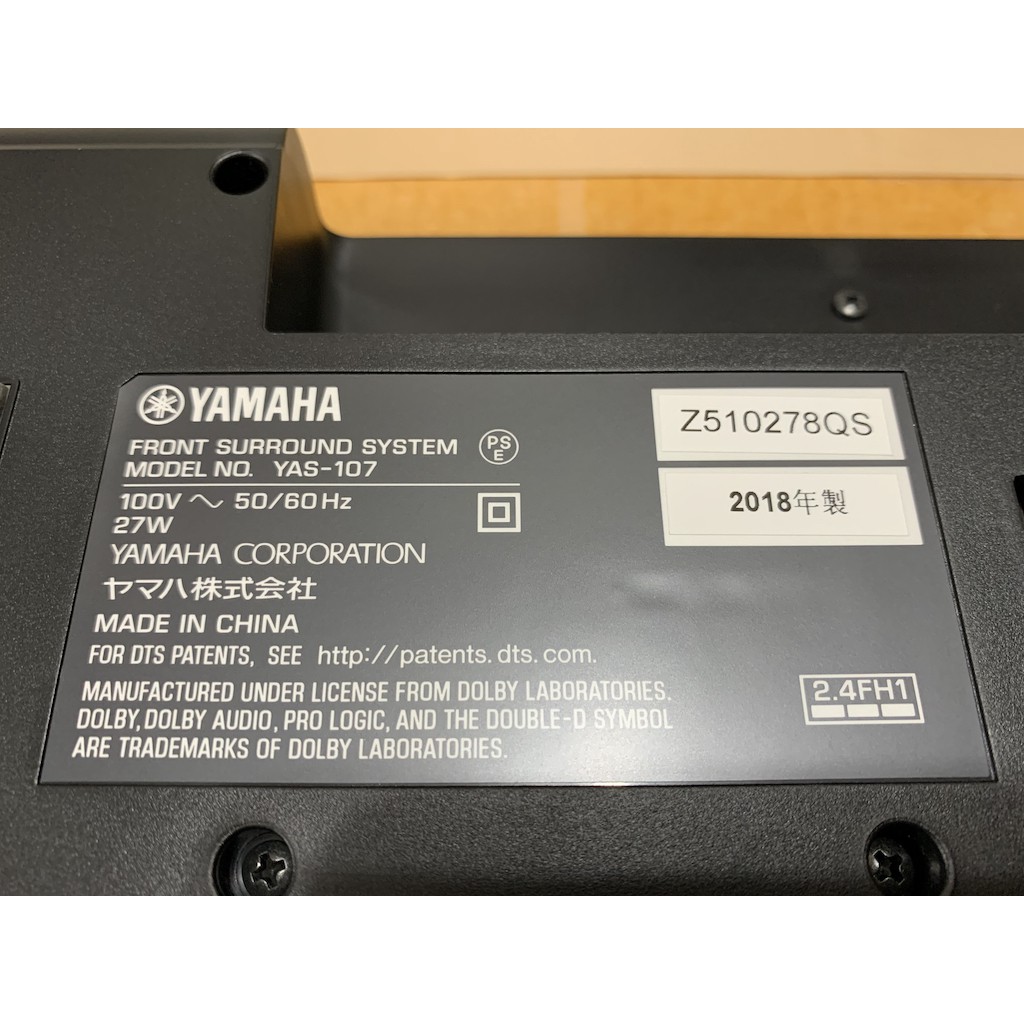 YAMAHA
FRONT SURROUND SYSTEM
MODEL NO. YAS-107
PS
E
100V ～ 50/60Hz
27W
YAMAHA CORPORATION
ヤマハ株式会社
MADE IN CHINA
FOR DTS PATENTS, SEE http://patents.dts.com.
MANUFACTURED UNDER LICENSE FROM DOLBY LABORATORIES.
DOLBY, DOLBY AUDIO, PRO LOGIC, AND THE DOUBLE-D SYMBOL
ARE TRADEMARKS OF DOLBY LABORATORIES.
Z510278QS
2018年製
2.4FH1